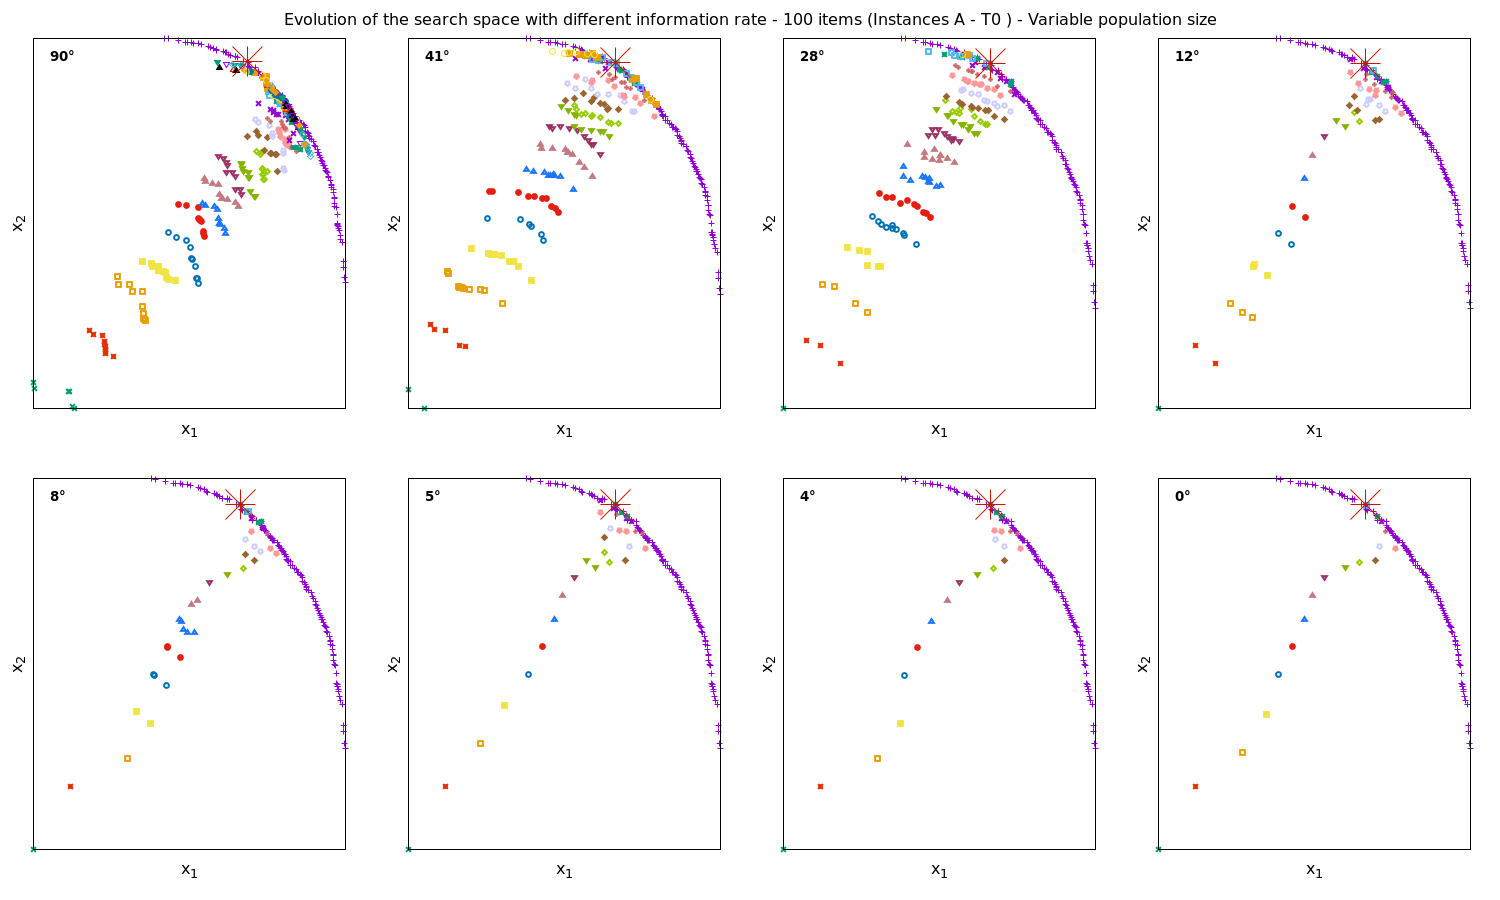 Evolution of the search space with different information rate - 100 items (Instances A - T0 ) - Variable population size
90°
41°
28°
12°
x2
x2
x2
x2
x1
x1
x1
x1
8°
5°
4°
0°
x2
x2
x2
x2
x1
x1
x1
x1